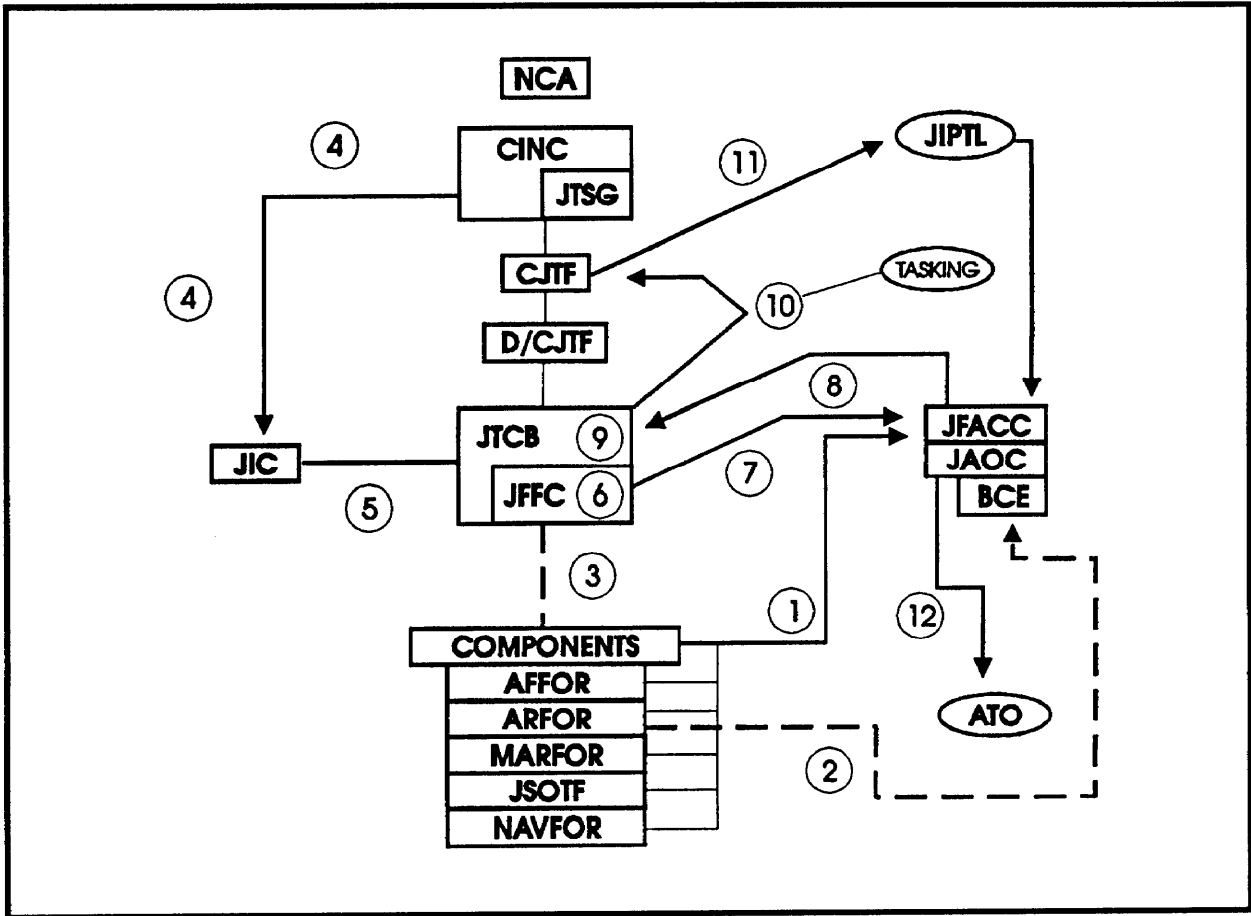 NCA
4
CINC
JIPTL
11
JTSG
CJTF
TASKING
4
10
D/CJTF
8
JTCB
9
JFACC
JIC
JAOC
7
JFFC
6
BCE
5
3
1
12
COMPONENTS
AFFOR
ARFOR
ATO
MARFOR
2
JSOTF
NAVFOR